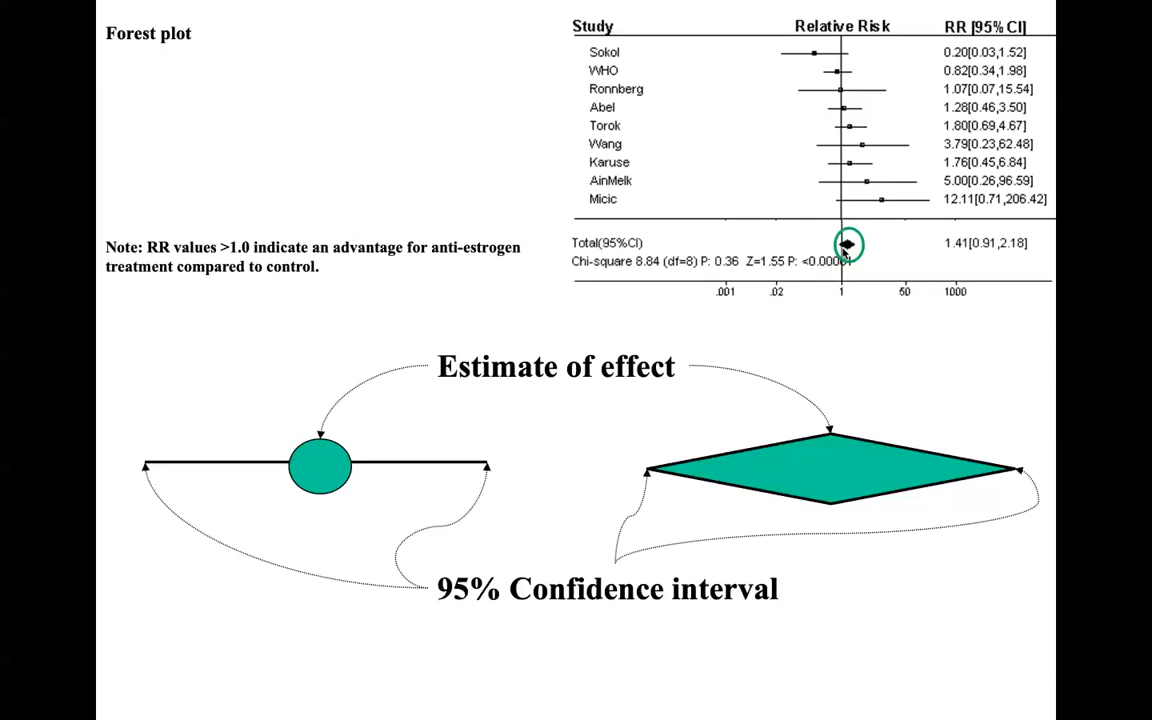 Forest plot
Study Relative Risk RR [95% CI]
Sokol 0.20[0.03,1.52]
WHO 0.82[0.34,1.98]
Ronnberg 1.07[0.07,15.54]
Abel 1.28[0.46,3.50]
Torok 1.80[0.69,4.67]
Wang 3.79[0.23,62.48]
Karuse 1.76[0.45,6.84]
AinMelk 5.00[0.26,96.59]
Micic 12.11[0.71,206.42]
Note: RR values >1.0 indicate an advantage for anti-estrogen
treatment compared to control.
Total(95%CI) 1.41[0.91,2.18]
Chi-square 8.84 (df=8) P: 0.36 Z=1.55 P:
.001 .02 1 50 1000
Estimate of effect
95% Confidence interval